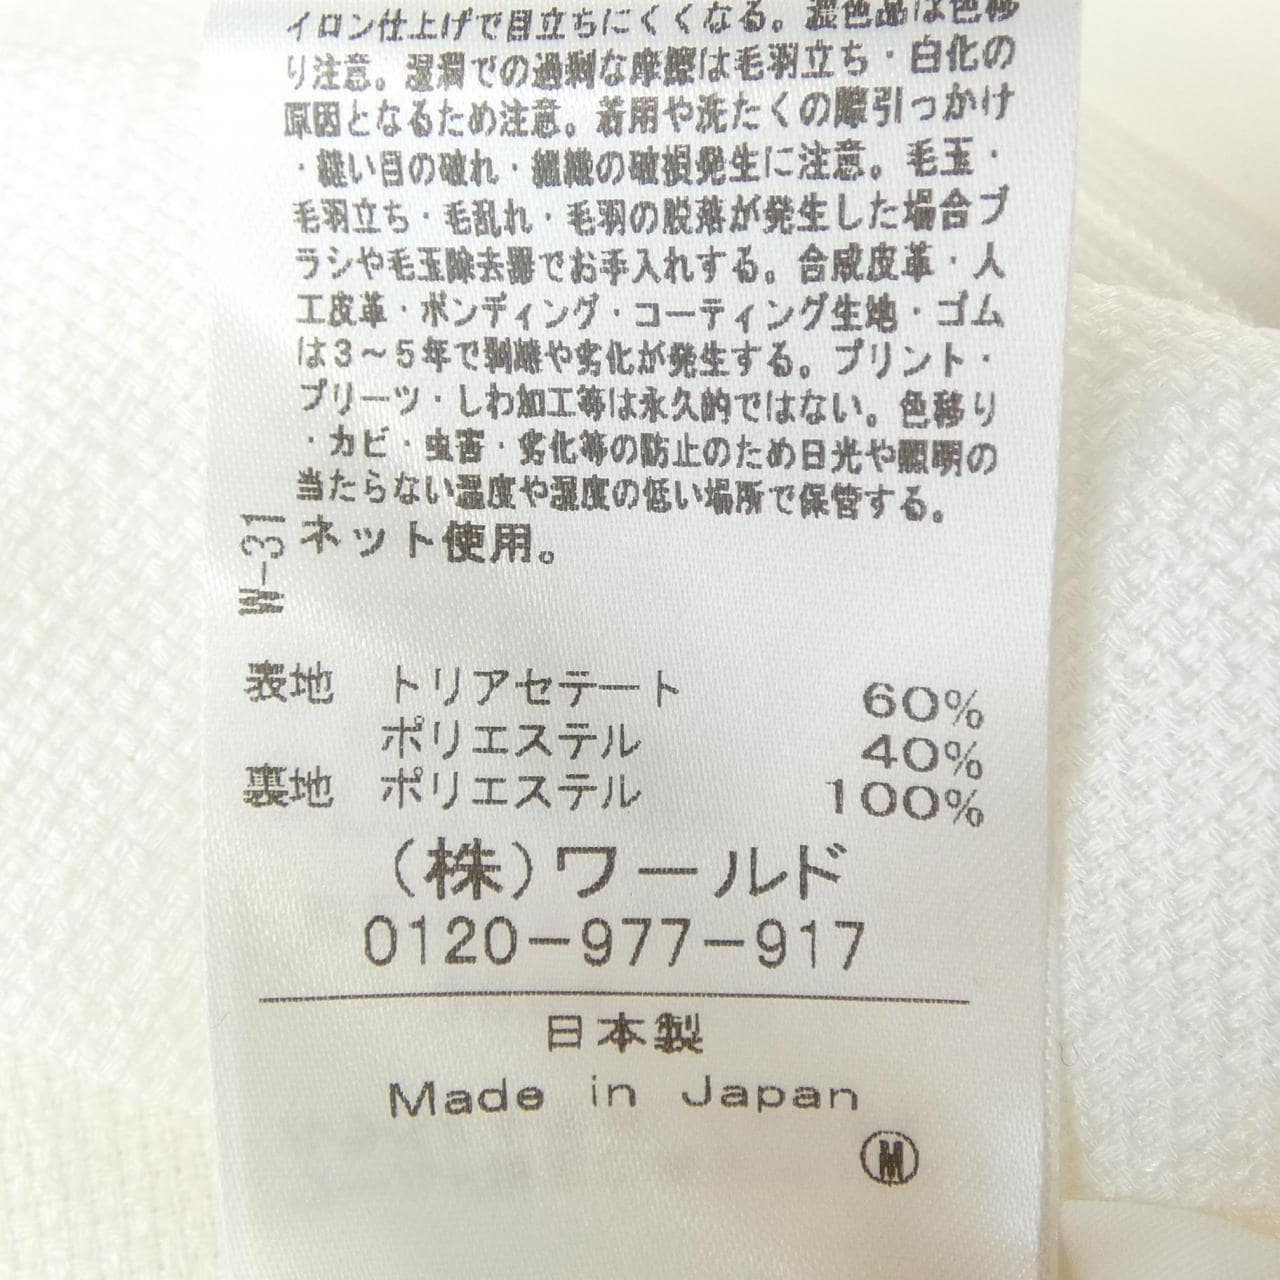 イロン仕上げで目立ちにくくなる。濃色品は色移
り注意。湿潤での過剰な摩擦は毛羽立ち・白化の
原因となるため注意。着用や洗たくの際引っかけ
・縫い目の破れ・組織の破損発生に注意。毛玉・
毛羽立ち・毛乱れ・毛羽の脱落が発生した場合ブ
ラシや毛玉除去器でお手入れする。合成皮革・人
工皮革・ボンディング・コーティング生地・ゴム
は3～5年で剥離や劣化が発生する。プリント・
プリーツ・しわ加工等は永久的ではない。色移り
・カビ・虫害・劣化等の防止のため日光や照明の
当たらない温度や湿度の低い場所で保管する。
ネット使用。
W-31
表地 トリアセテート 60%
ポリエステル 40%
裏地 ポリエステル 100%
(株)ワールド
0120-977-917
日本製
Made in Japan
M